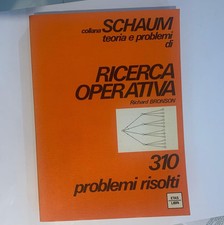 collana SCHAUM
teoria e problemi
di
RICERCA
OPERATIVA
Richard BRONSON
310
problemi risolti
ETAS
LIBRI